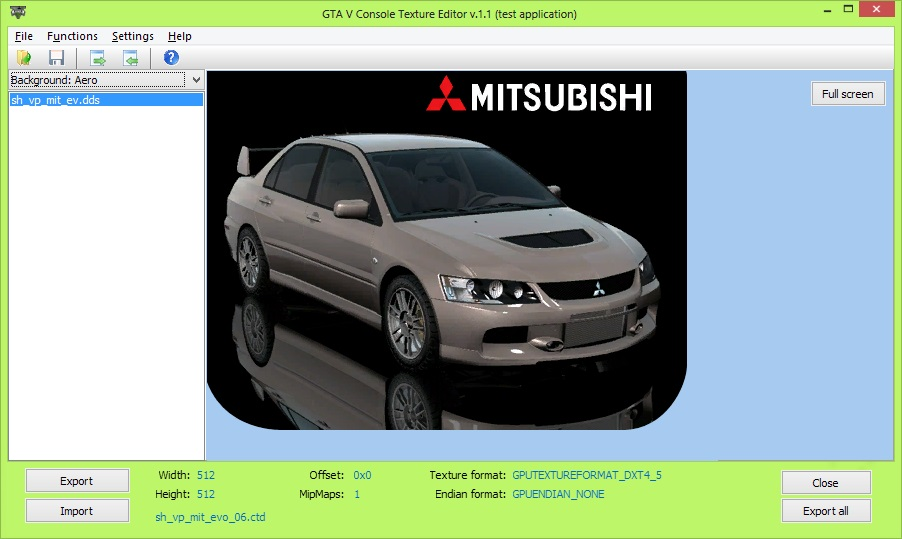 GTA V Console Texture Editor v.1.1 (test application)
File Functions Settings Help
Background: Aero
sh_vp_mit_ev.dds
MITSUBISHI
Full screen
Export
Import
Width: 512
Height: 512
sh_vp_mit_evo_06.ctd
Offset: 0x0
MipMaps: 1
Texture format: GPUTEXTUREFORMAT_DXT4_5
Endian format: GPUENDIAN_NONE
Close
Export all